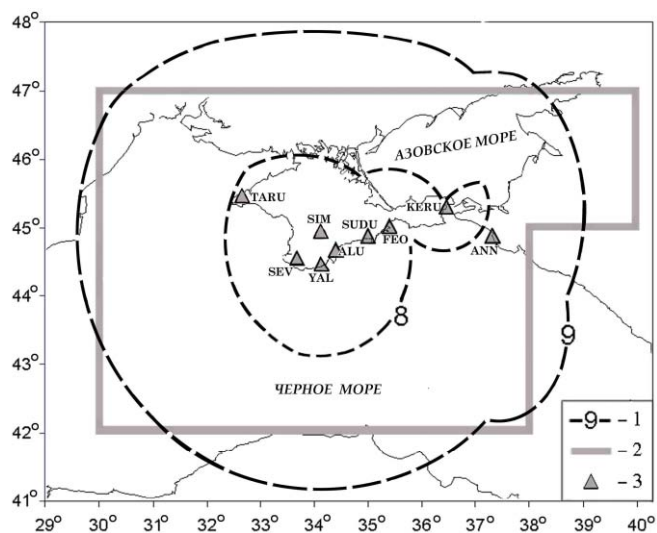 48°
47°
46°
АЗОВСКОЕ МОРЕ
TARU
KERU
45°
SIM
SUDU
FEO
ALU
ANN
SEV
YAL
44°
8
9
43°
ЧЕРНОЕ МОРЕ
9 - 1
42°
- 2
- 3
41°
29° 30° 31° 32° 33° 34° 35° 36° 37° 38° 39° 40°